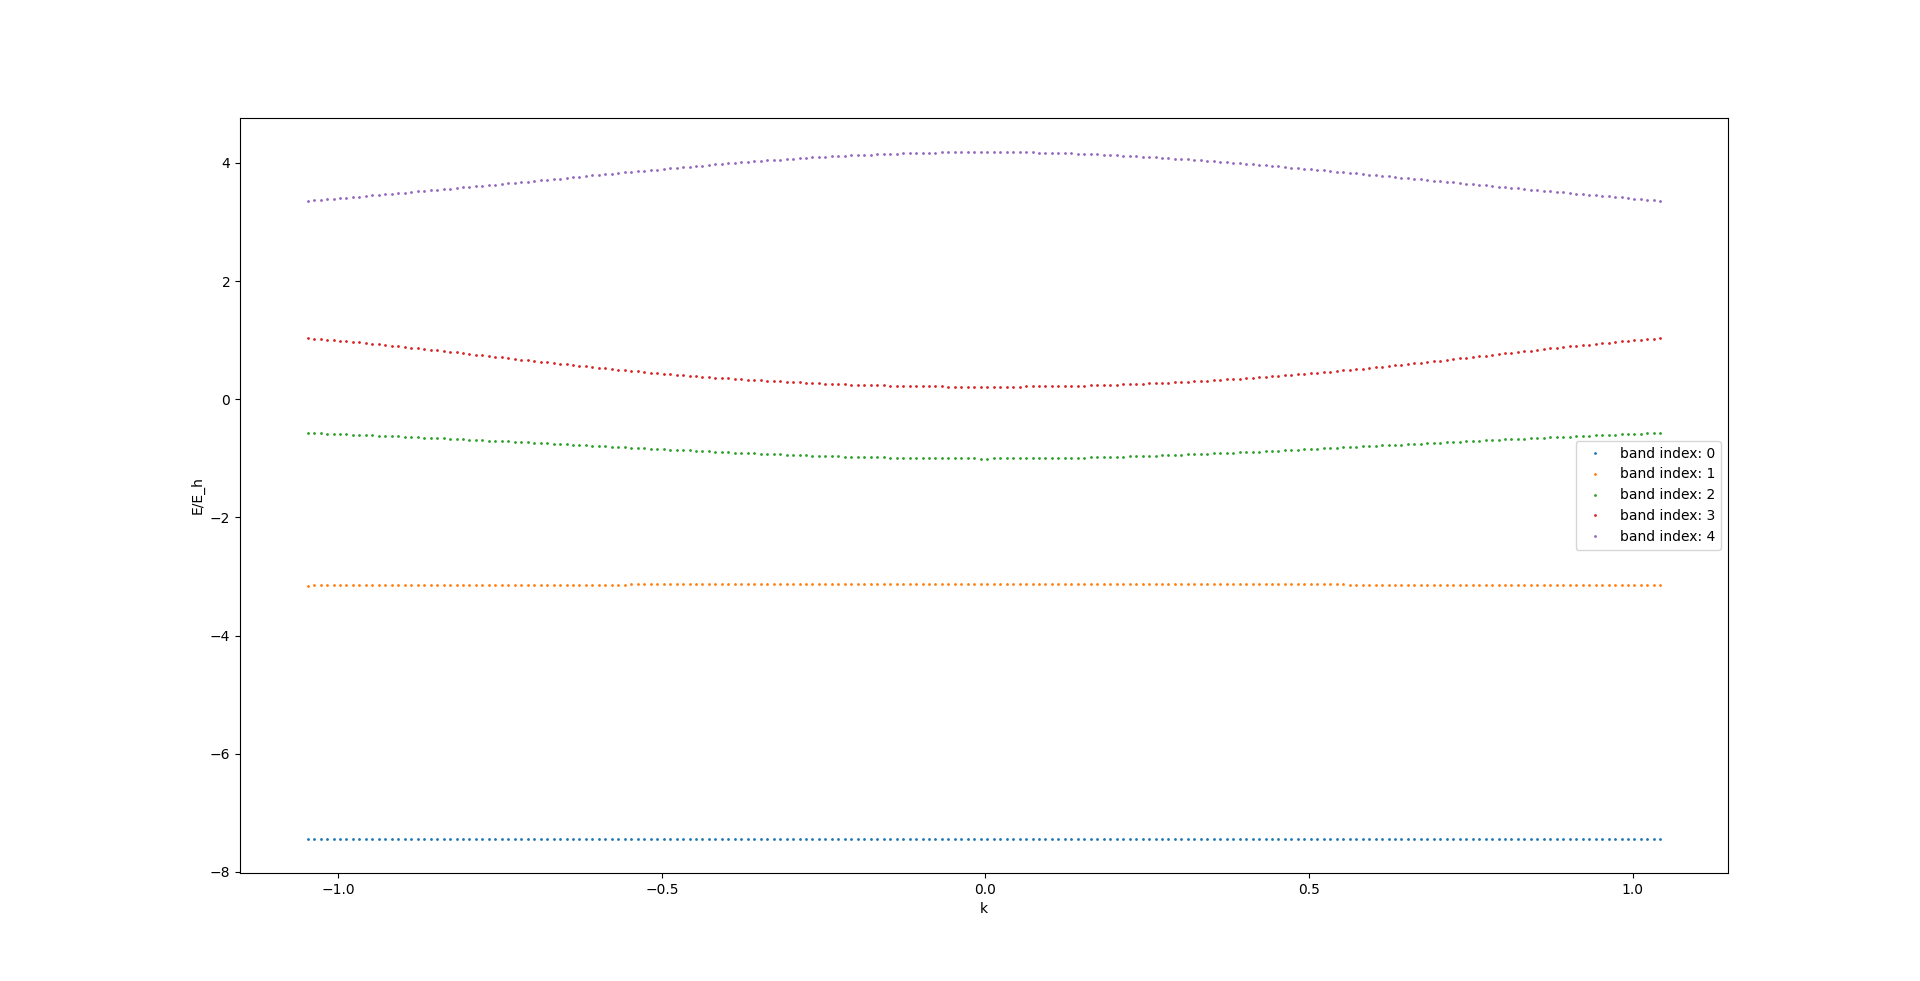 4
2
0
−2
−4
−6
−8
E/E_h
band index: 0
band index: 1
band index: 2
band index: 3
band index: 4
−1.0
−0.5
0.0
0.5
1.0
k